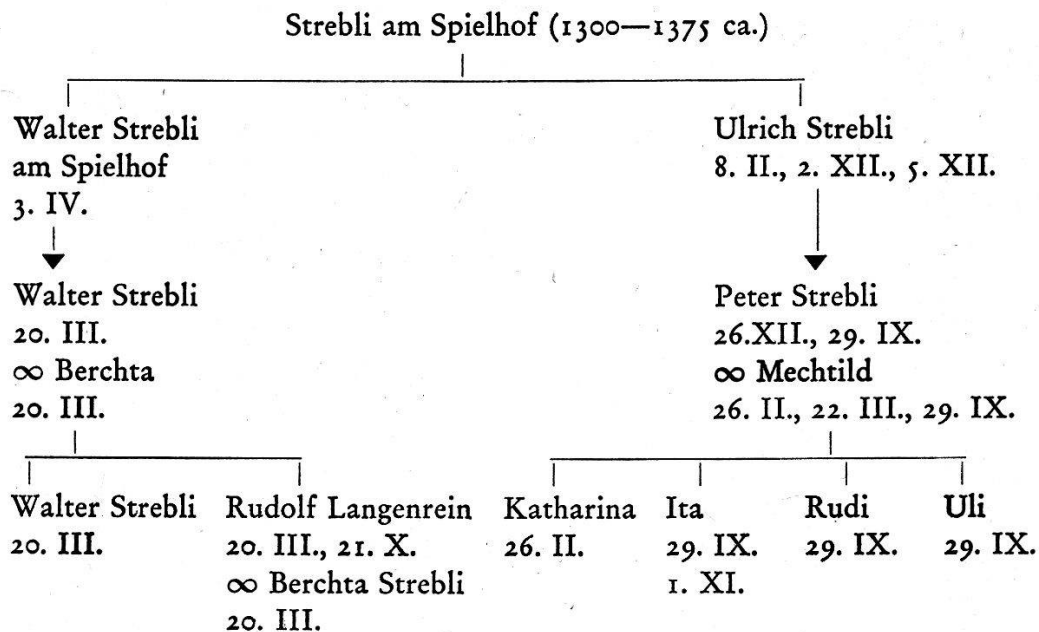 Strebli am Spielhof (1300—1375 ca.)
Walter Strebli
am Spielhof
3. IV.
Ulrich Strebli
8. II., 2. XII., 5. XII.
Walter Strebli
20. III.
∞ Berchta
20. III.
Peter Strebli
26.XII., 29. IX.
∞ Mechtild
26. II., 22. III., 29. IX.
Walter Strebli
20. III.
Rudolf Langenrein
20. III., 21. X.
∞ Berchta Strebli
20. III.
Katharina
26. II.
Ita
29. IX.
1. XI.
Rudi
29. IX.
Uli
29. IX.